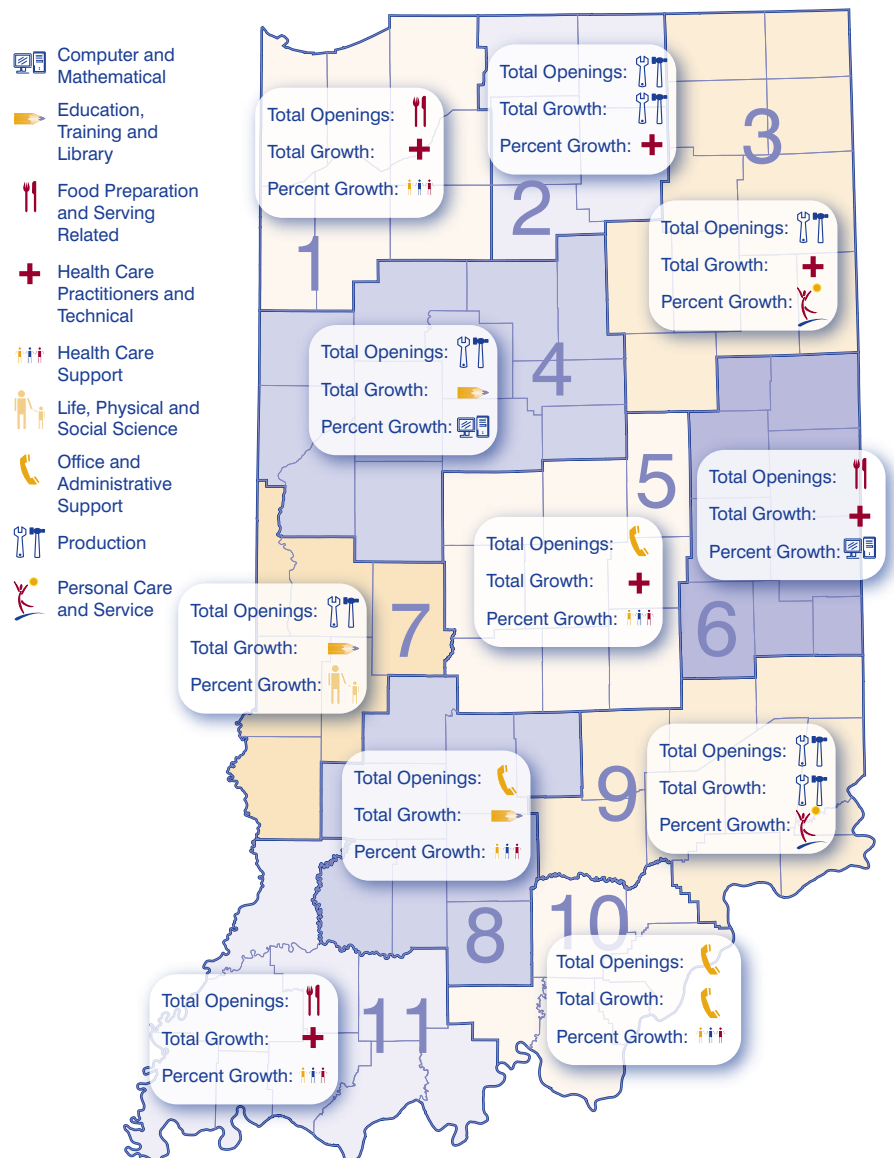 Computer and
Mathematical
Education,
Training and
Library
Food Preparation
and Serving
Related
Health Care
Practitioners and
Technical
Health Care
Support
Life, Physical and
Social Science
Office and
Administrative
Support
Production
Personal Care
and Service
Total Openings:
Total Growth:
Percent Growth:
1
Total Openings:
Total Growth:
Percent Growth:
2
3
Total Openings:
Total Growth:
Percent Growth:
Total Openings:
Total Growth:
Percent Growth:
4
5
Total Openings:
Total Growth:
Percent Growth:
Total Openings:
Total Growth:
Percent Growth:
6
Total Openings:
Total Growth:
Percent Growth:
7
Total Openings:
Total Growth:
Percent Growth:
8
9
Total Openings:
Total Growth:
Percent Growth:
10
Total Openings:
Total Growth:
Percent Growth:
11
Total Openings:
Total Growth:
Percent Growth: